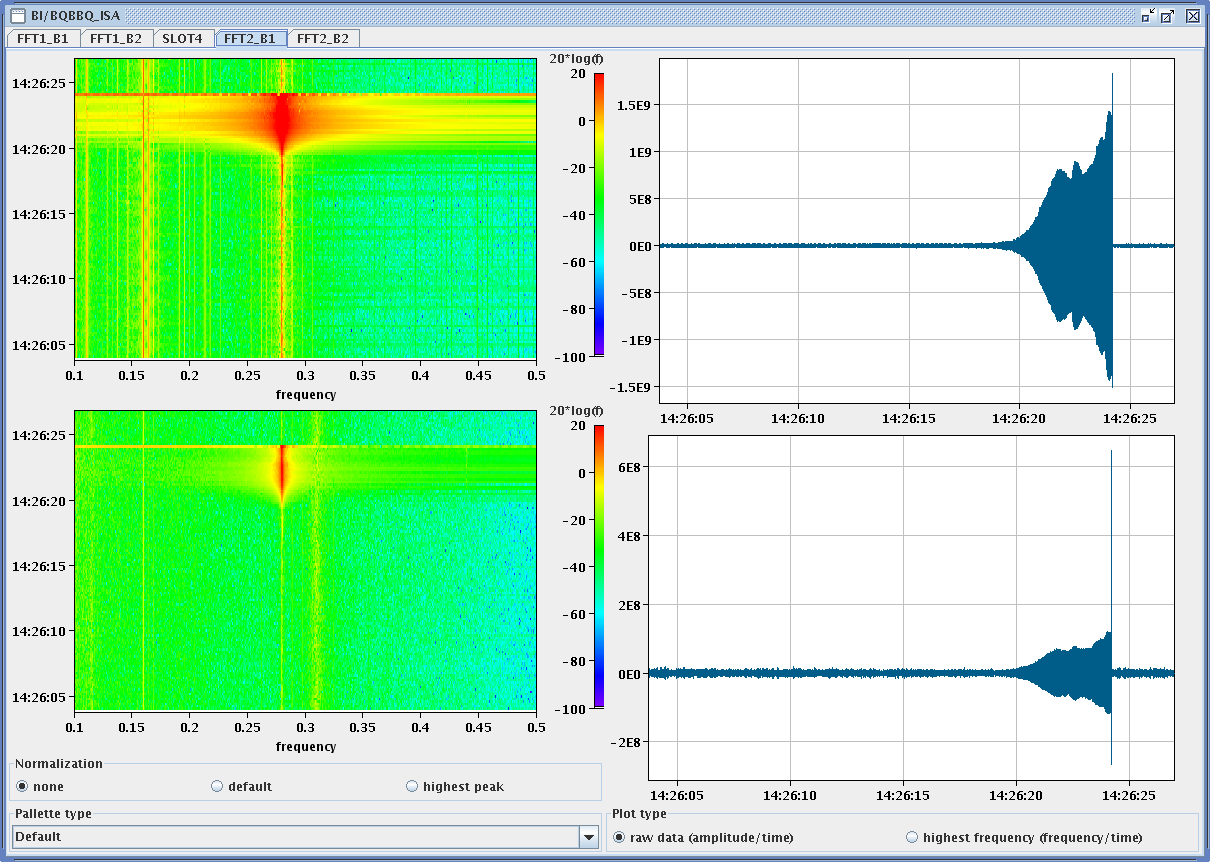 BI/BQBBQ_ISA
FFT1_B1 FFT1_B2 SLOT4 FFT2_B1 FFT2_B2
20*log(f)
14:26:25
14:26:20
14:26:15
14:26:10
14:26:05
0.1 0.15 0.2 0.25 0.3 0.35 0.4 0.45 0.5
frequency
20
0
-20
-40
-60
-80
-100
1.5E9
1E9
5E8
0E0
-5E8
-1E9
-1.5E9
14:26:05 14:26:10 14:26:15 14:26:20 14:26:25
20*log(f)
14:26:25
14:26:20
14:26:15
14:26:10
14:26:05
0.1 0.15 0.2 0.25 0.3 0.35 0.4 0.45 0.5
frequency
20
0
-20
-40
-60
-80
-100
6E8
4E8
2E8
0E0
-2E8
14:26:05 14:26:10 14:26:15 14:26:20 14:26:25
Normalization
none default highest peak
Pallette type
Default
Plot type
raw data (amplitude/time) highest frequency (frequency/time)